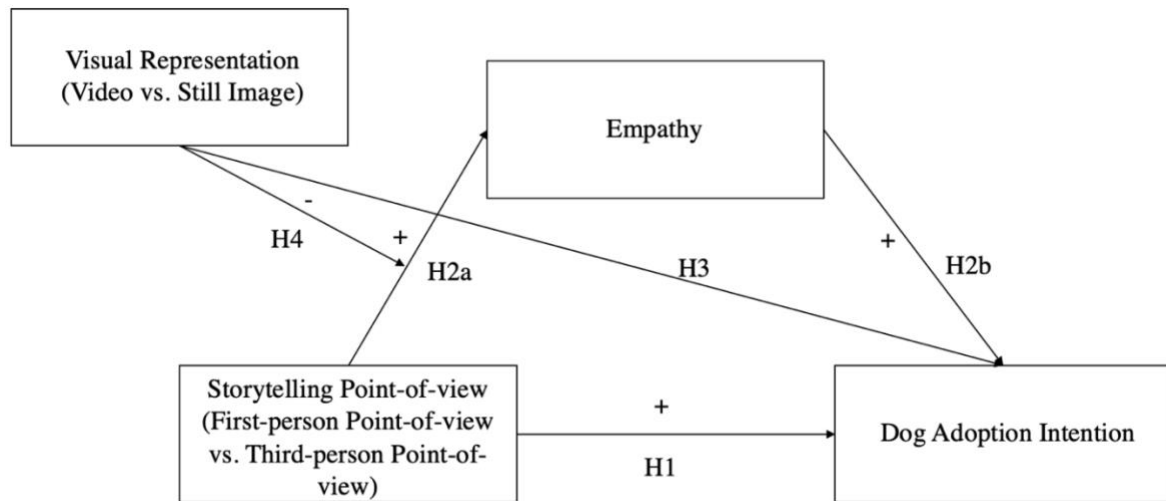 Visual Representation
(Video vs. Still Image)
Empathy
-
H4
+
H2a
H3
+
H2b
Storytelling Point-of-view
(First-person Point-of-view
vs. Third-person Point-of-
view)
+
H1
Dog Adoption Intention